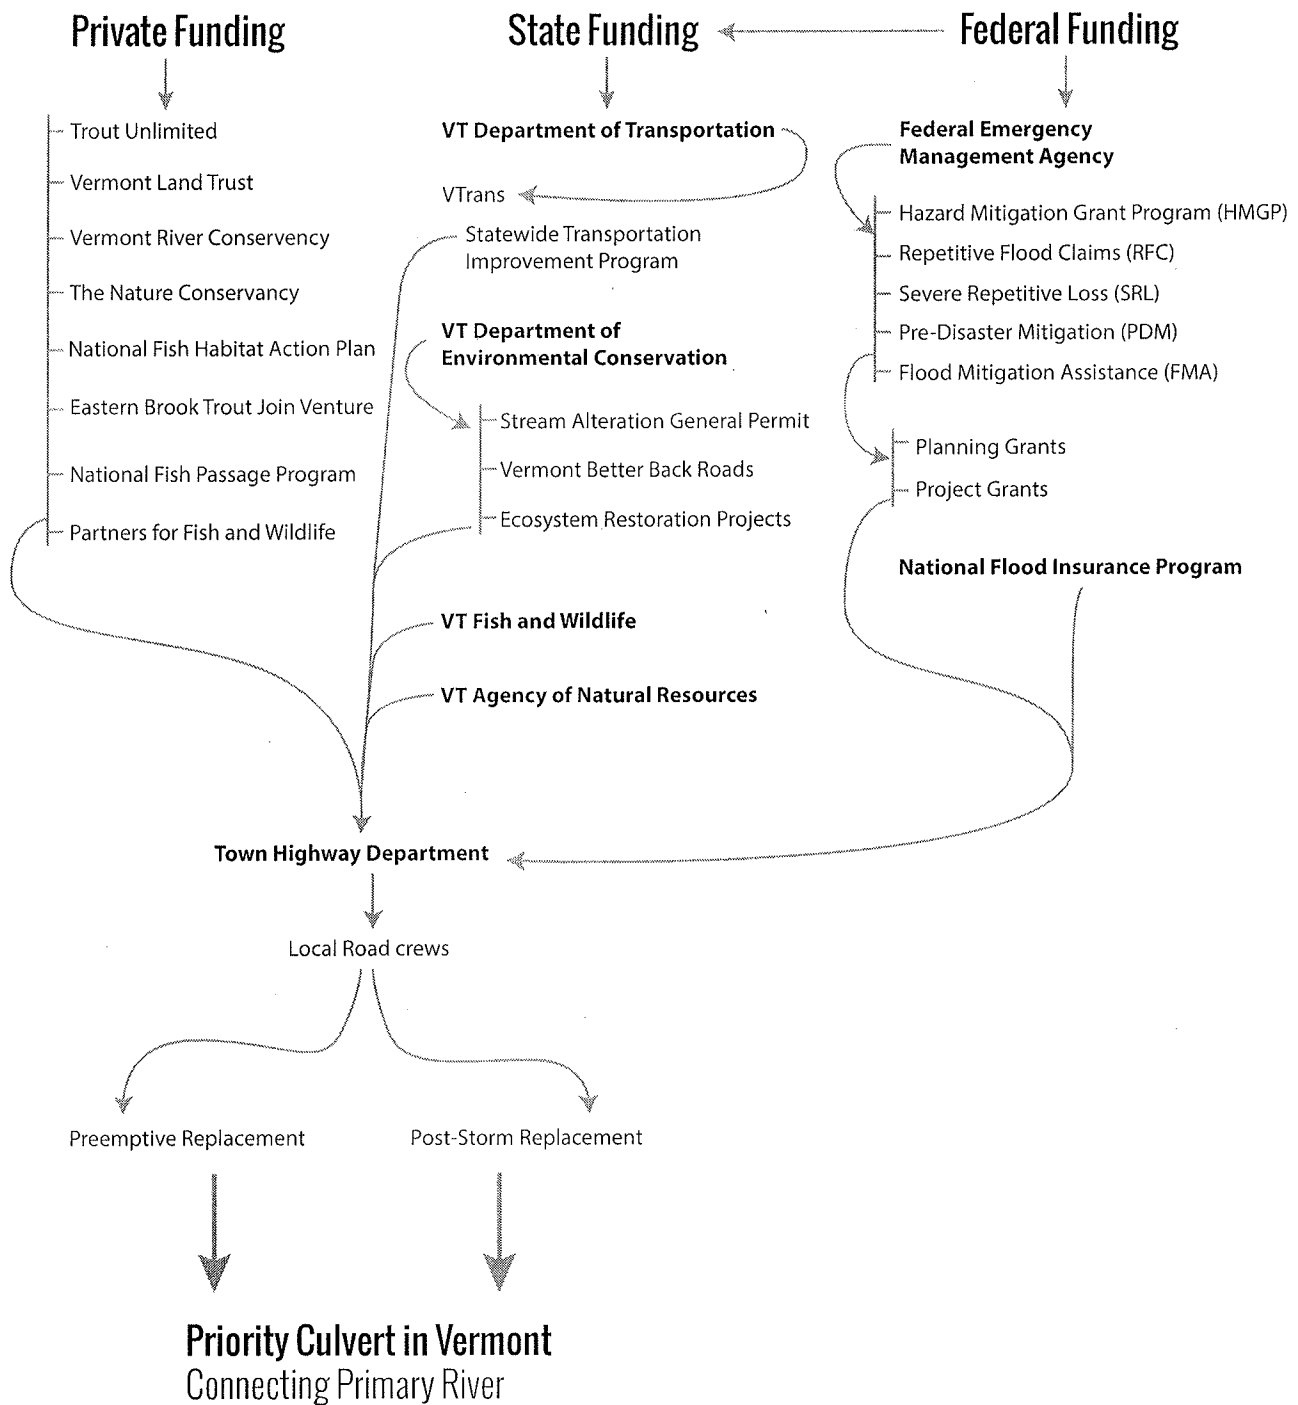 Private Funding
State Funding
Federal Funding
Trout Unlimited
Vermont Land Trust
Vermont River Conservency
The Nature Conservancy
National Fish Habitat Action Plan
Eastern Brook Trout Join Venture
National Fish Passage Program
Partners for Fish and Wildlife
VT Department of Transportation
VTrans
Statewide Transportation
Improvement Program
VT Department of
Environmental Conservation
Stream Alteration General Permit
Vermont Better Back Roads
Ecosystem Restoration Projects
VT Fish and Wildlife
VT Agency of Natural Resources
Federal Emergency
Management Agency
Hazard Mitigation Grant Program (HMGP)
Repetitive Flood Claims (RFC)
Severe Repetitive Loss (SRL)
Pre-Disaster Mitigation (PDM)
Flood Mitigation Assistance (FMA)
Planning Grants
Project Grants
National Flood Insurance Program
Town Highway Department
Local Road crews
Preemptive Replacement
Post-Storm Replacement
Priority Culvert in Vermont
Connecting Primary River